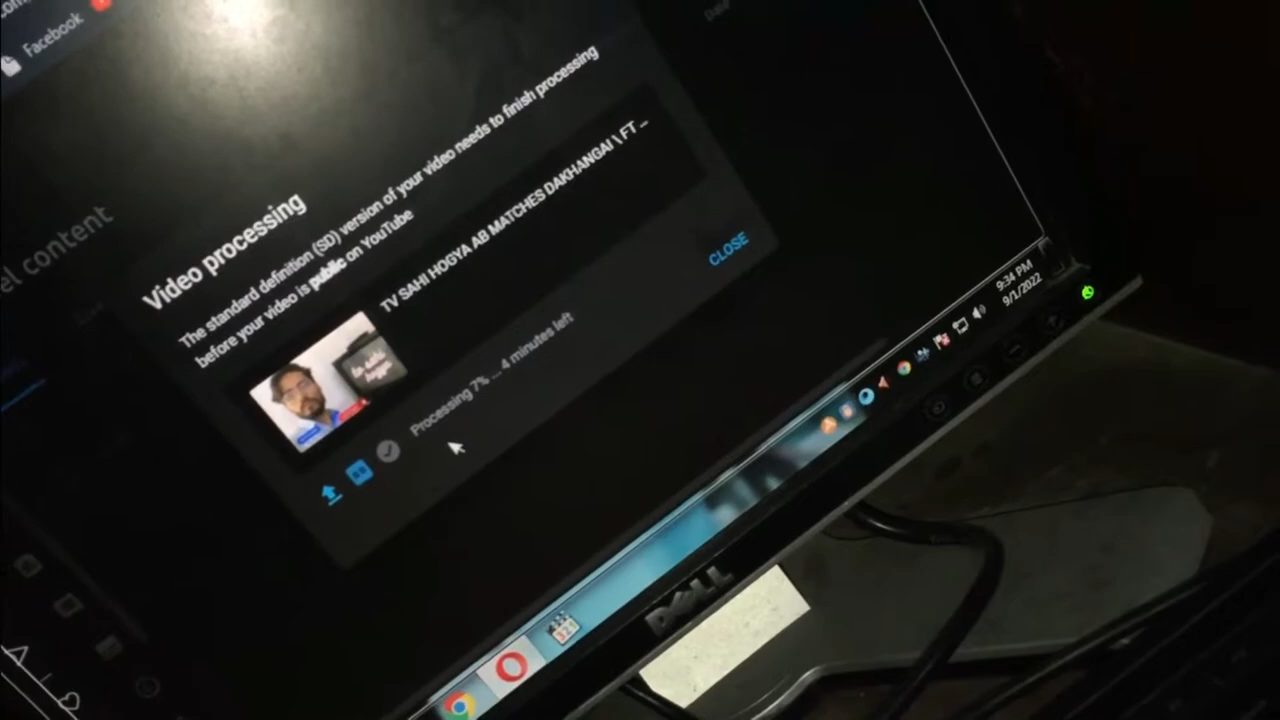 Facebook
el content
Video processing
The standard definition (SD) version of your video needs to finish processing
before your video is public on YouTube
TV SAHI HOGYA AB MATCHES DAKHANGAI \ FT ...
Processing 7% ... 4 minutes left
CLOSE
9:34 PM
9/1/2022
321
DELL